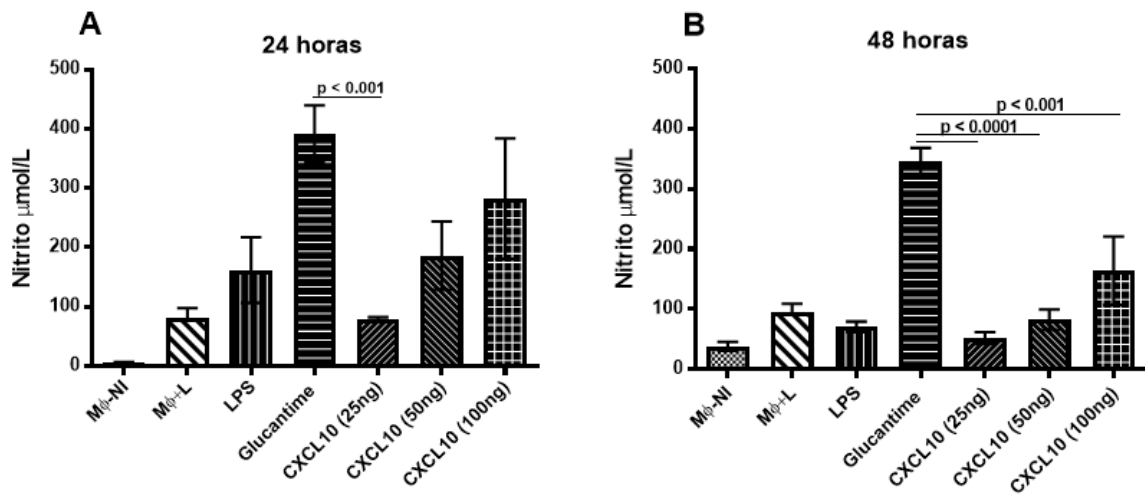 A
24 horas
Nitrito μmol/L
500
400
300
200
100
0
p < 0.001
Mϕ-NI
Mϕ+L
LPS
Glucantime
CXCL10 (25ng)
CXCL10 (50ng)
CXCL10 (100ng)
B
48 horas
Nitrito μmol/L
500
400
300
200
100
0
p < 0.001
p < 0.0001
Mϕ-NI
Mϕ+L
LPS
Glucantime
CXCL10 (25ng)
CXCL10 (50ng)
CXCL10 (100ng)